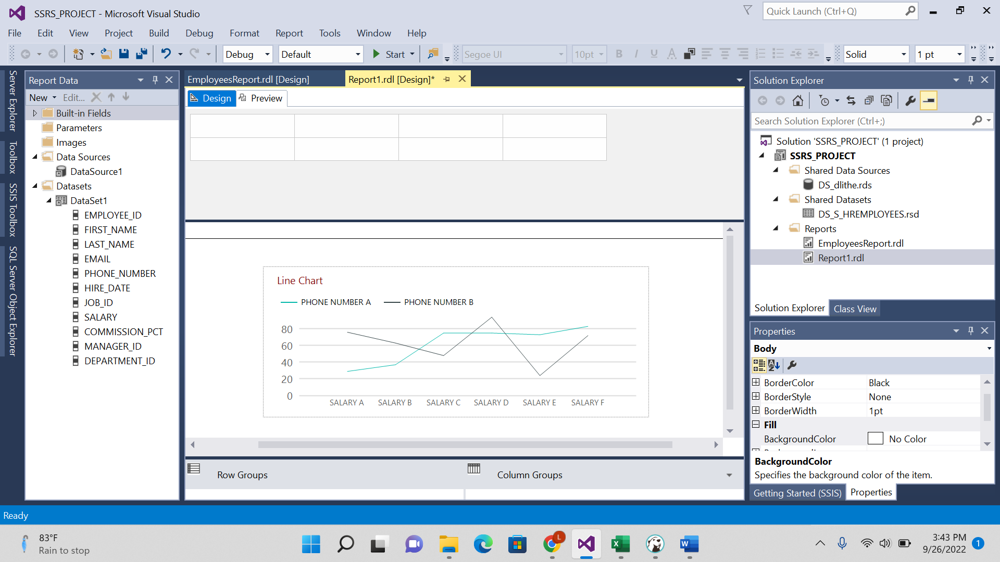 SSRS_PROJECT - Microsoft Visual Studio
Quick Launch (Ctrl+Q)
File Edit View Project Build Debug Format Report Tools Window Help
Debug Default Start Segoe UI 10pt B I U A Solid 1 pt
Server Explorer
Toolbox
SSIS Toolbox
SQL Server Object Explorer
Report Data
New Edit...
Built-in Fields
Parameters
Images
Data Sources
DataSource1
Datasets
DataSet1
EMPLOYEE_ID
FIRST_NAME
LAST_NAME
EMAIL
PHONE_NUMBER
HIRE_DATE
JOB_ID
SALARY
COMMISSION_PCT
MANAGER_ID
DEPARTMENT_ID
EmployeesReport.rdl [Design] Report1.rdl [Design]*
Design Preview
Line Chart
PHONE NUMBER A PHONE NUMBER B
80
60
40
20
0
SALARY A SALARY B SALARY C SALARY D SALARY E SALARY F
Row Groups Column Groups
Solution Explorer
Search Solution Explorer (Ctrl+;)
Solution 'SSRS_PROJECT' (1 project)
SSRS_PROJECT
Shared Data Sources
DS_dlithe.rds
Shared Datasets
DS_S_HREMPLOYEES.rsd
Reports
EmployeesReport.rdl
Report1.rdl
Solution Explorer Class View
Properties
Body
BorderColor Black
BorderStyle None
BorderWidth 1pt
Fill
BackgroundColor No Color
BackgroundColor
Specifies the background color of the item.
Getting Started (SSIS) Properties
Ready
83°F
Rain to stop
L
3:43 PM
9/26/2022
1